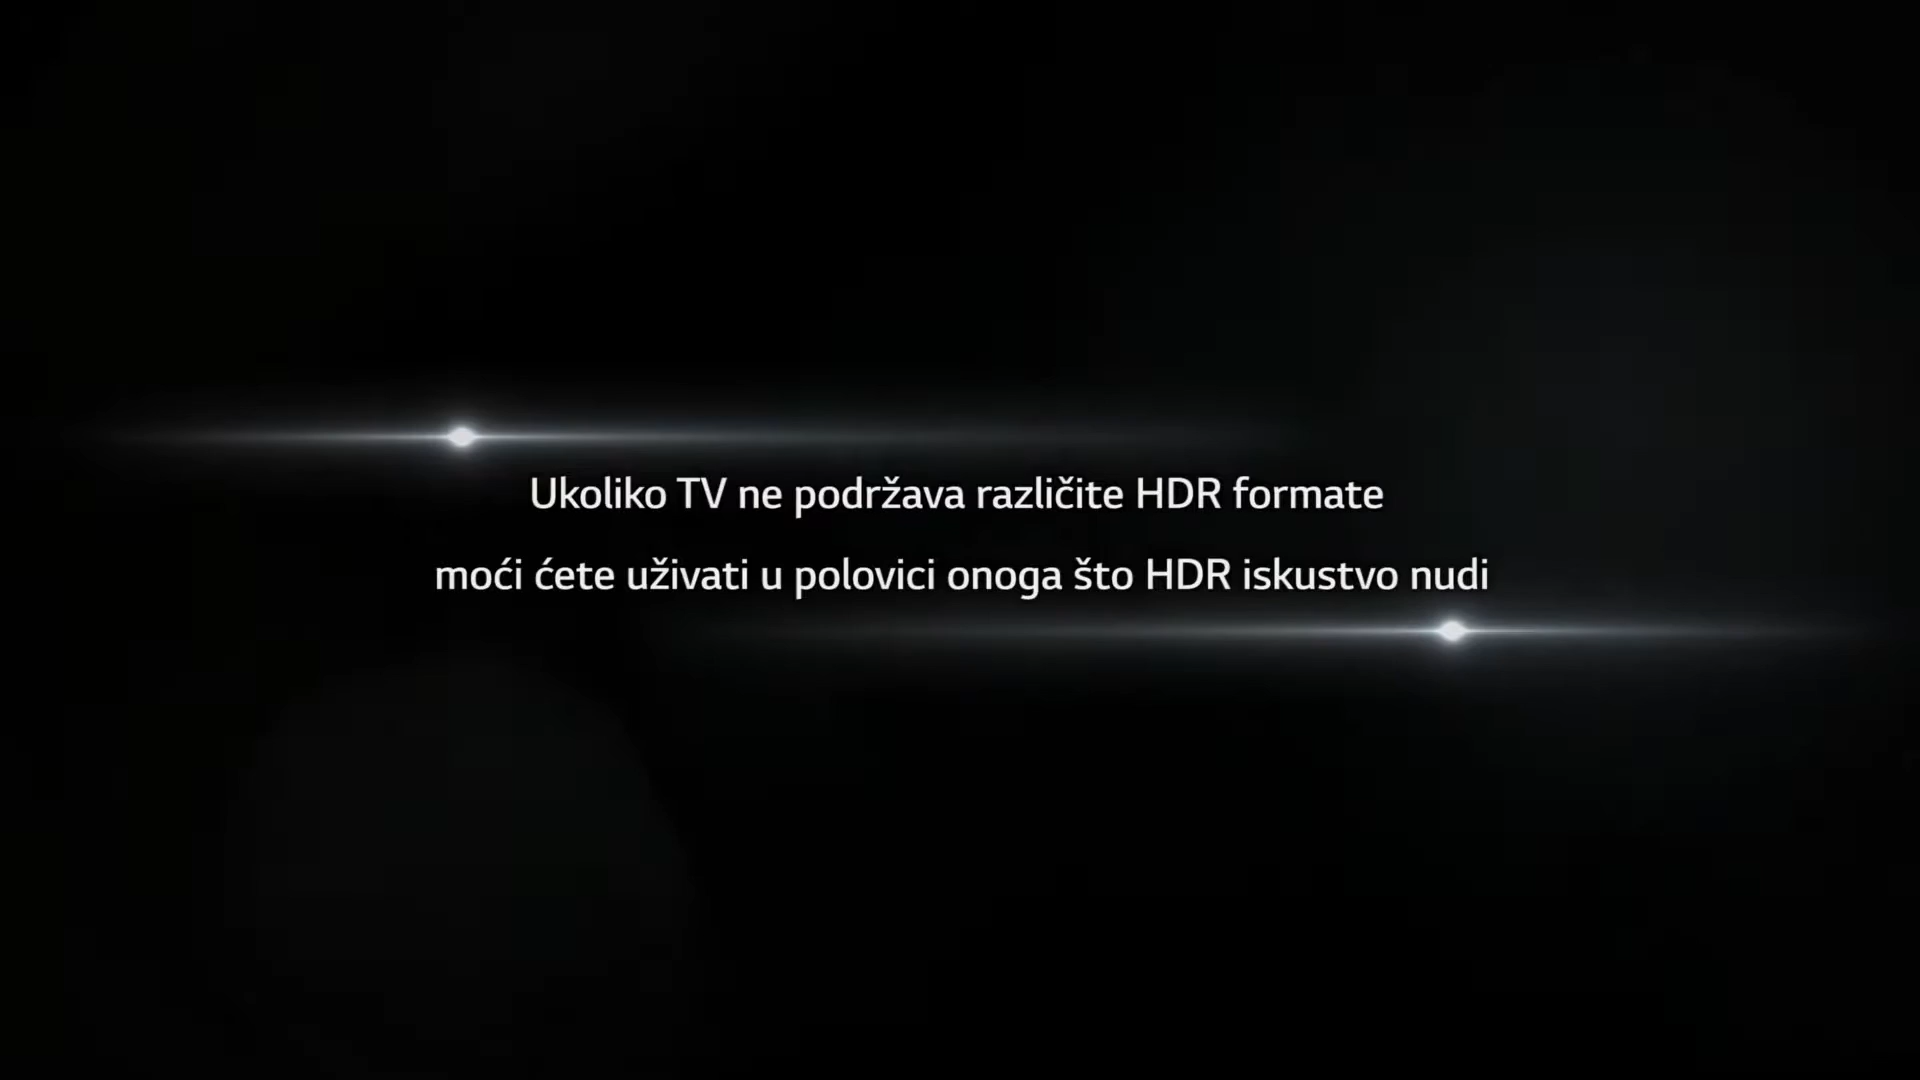 Ukoliko TV ne podržava različite HDR formate
moći ćete uživati u polovici onoga što HDR iskustvo nudi